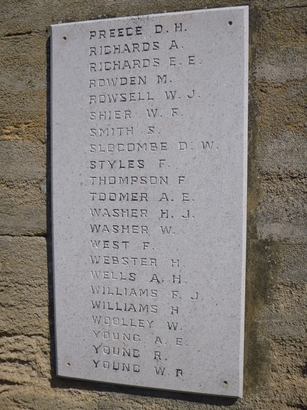 PREECE D. H.
RICHARDS A.
RICHARDS E. E.
ROWDEN M.
ROWSELL W. J.
SHIER W. F.
SMITH S.
SLOCOMBE D. W.
STYLES F.
THOMPSON F
TOOMER A. E.
WASHER H. J.
WASHER W.
WEST F.
WEBSTER H.
WELLS A. H.
WILLIAMS F. J.
WILLIAMS H
WOOLLEY W.
YOUNG A. E.
YOUNG R.
YOUNG W. R